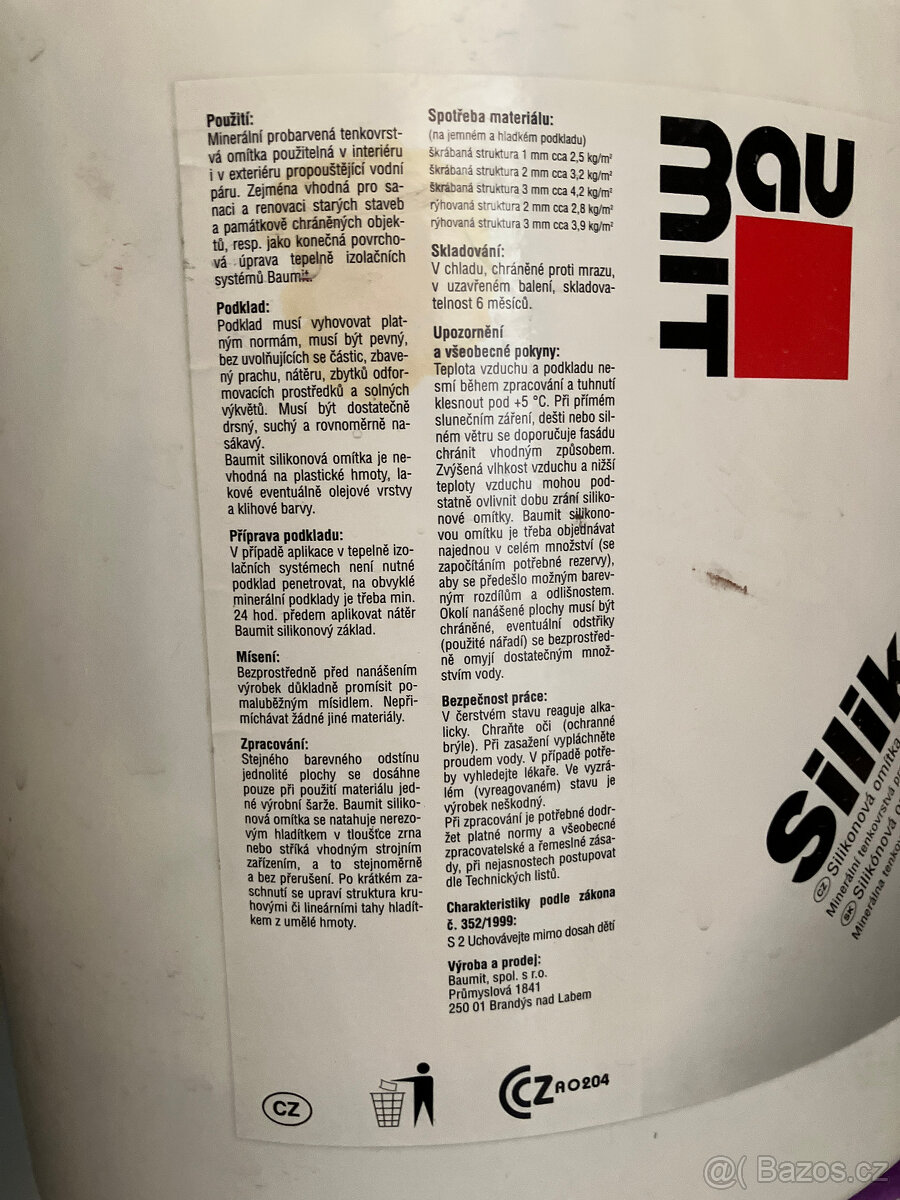 Použití:
Minerální probarvená tenkovrst-
vá omítka použitelná v interiéru
i v exteriéru propouštějící vodní
páru. Zejména vhodná pro sa-
naci a renovaci starých staveb
a památkově chráněných objek-
tů, resp. jako konečná povrcho-
vá úprava tepelně izolačních
systémů Baumit.
Podklad:
Podklad musí vyhovovat plat-
ným normám, musí být pevný,
bez uvolňujících se částic, zbave-
ný prachu, nátěru, zbytků odfor-
movacích prostředků a solných
výkvětů. Musí být dostatečně
drsný, suchý a rovnoměrně na-
sákavý.
Baumit silikonová omítka je ne-
vhodná na plastické hmoty, la-
kové eventuálně olejové vrstvy
a klihové barvy.
Příprava podkladu:
V případě aplikace v tepelně izo-
lačních systémech není nutné
podklad penetrovat, na obvyklé
minerální podklady je třeba min.
24 hod. předem aplikovat nátěr
Baumit silikonový základ.
Mísení:
Bezprostředně před nanášením
výrobek důkladně promísit po-
maluběžným mísidlem. Nepři-
míchávat žádné jiné materiály.
Zpracování:
Stejného barevného odstínu
jednolité plochy se dosáhne
pouze při použití materiálu jed-
né výrobní šarže. Baumit siliko-
nová omítka se natahuje nerezo-
vým hladítkem v tloušťce zrna
nebo stříká vhodným strojním
zařízením, a to stejnoměrně
a bez přerušení. Po krátkém za-
schnutí se upraví struktura kru-
hovými či lineárními tahy hladít-
kem z umělé hmoty.
Spotřeba materiálu:
(na jemném a hladkém podkladu)
škrábaná struktura 1 mm cca 2,5 kg/m²
škrábaná struktura 2 mm cca 3,2 kg/m²
škrábaná struktura 3 mm cca 4,2 kg/m²
rýhovaná struktura 2 mm cca 2,8 kg/m²
rýhovaná struktura 3 mm cca 3,9 kg/m²
Skladování:
V chladu, chráněné proti mrazu,
v uzavřeném balení, skladova-
telnost 6 měsíců.
Upozornění
a všeobecné pokyny:
Teplota vzduchu a podkladu ne-
smí během zpracování a tuhnutí
klesnout pod +5 °C. Při přímém
slunečním záření, dešti nebo sil-
ném větru se doporučuje fasádu
chránit vhodným způsobem.
Zvýšená vlhkost vzduchu a nižší
teploty vzduchu mohou pod-
statně ovlivnit dobu zrání siliko-
nové omítky. Baumit silikono-
vou omítku je třeba objednávat
najednou v celém množství (se
započítáním potřebné rezervy),
aby se předešlo možným barev-
ným rozdílům a odlišnostem.
Okolí nanášené plochy musí být
chráněné, eventuální odstřiky
(použité nářadí) se bezprostřed-
ně omyjí dostatečným množ-
stvím vody.
Bezpečnost práce:
V čerstvém stavu reaguje alka-
licky. Chraňte oči (ochranné
brýle). Při zasažení vypláchněte
proudem vody. V případě potře-
by vyhledejte lékaře. Ve vyzrá-
lém (vyreagovaném) stavu je
výrobek neškodný.
Při zpracování je potřebné dodr-
žet platné normy a všeobecné
zpracovatelské a řemeslné zása-
dy, při nejasnostech postupovat
dle Technických listů.
Charakteristiky podle zákona
č. 352/1999:
S 2 Uchovávejte mimo dosah dětí
Výroba a prodej:
Baumit, spol. s r.o.
Průmyslová 1841
250 01 Brandýs nad Labem
CZ
CCZ AO204
bau
MIT
Silik
CZ Silikonová omítka
Minerální tenkovrstvá
SK Silikónová
Minerálna
@( Bazos.cz